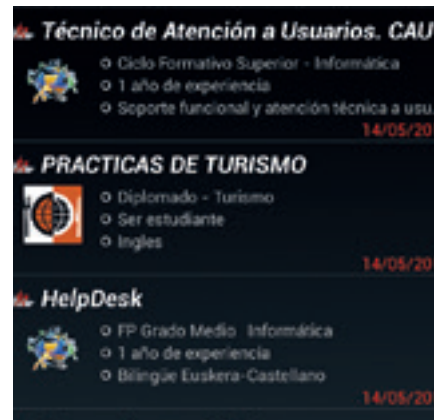 Técnico de Atención a Usuarios. CAU
Ciclo Formativo Superior - Informática
1 año de experiencia
Soporte funcional y atención técnica a usu
14/05/20
PRACTICAS DE TURISMO
Diplomado - Turismo
Ser estudiante
Ingles
14/05/20
HelpDesk
FP Grado Medio Informática
1 año de experiencia
Bilingüe Euskera-Castellano
14/05/20